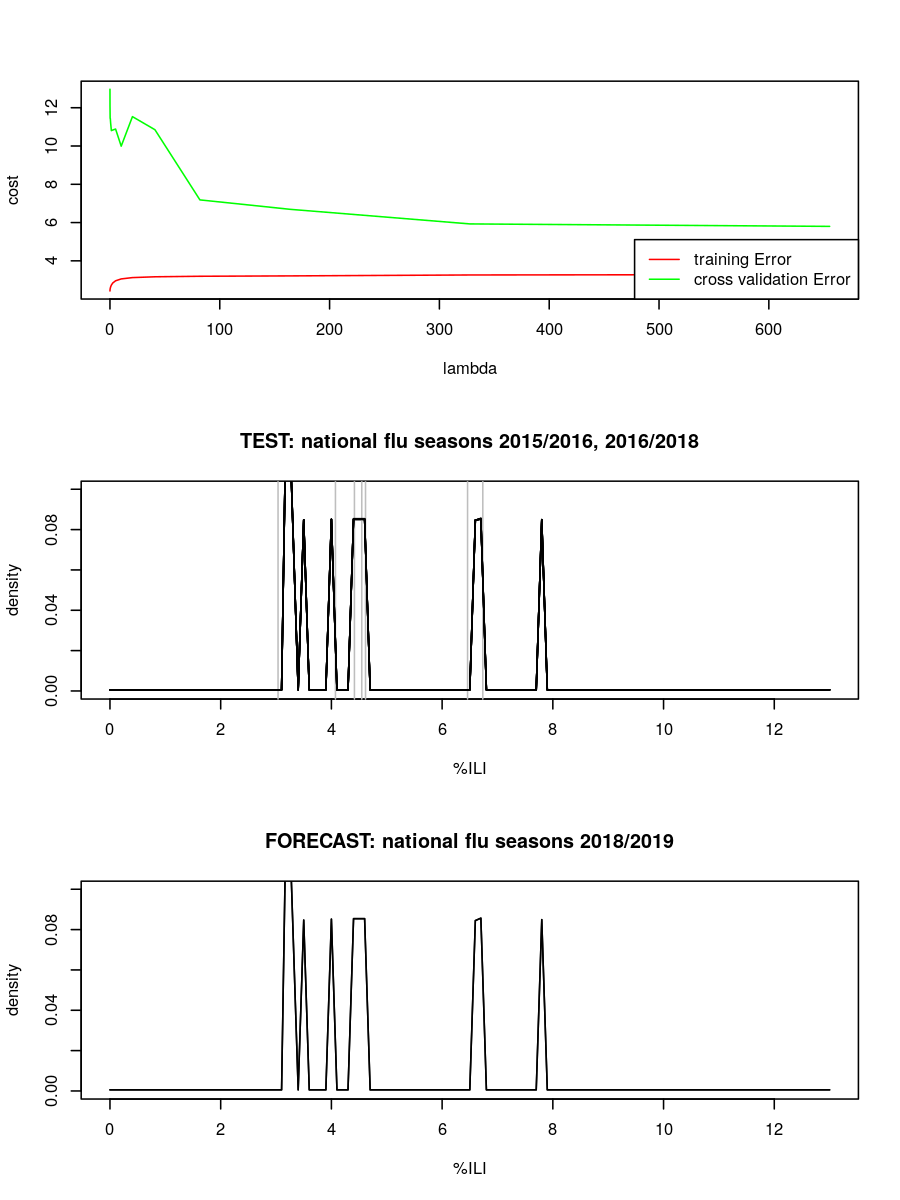 12
10
8
6
4
cost
training Error
cross validation Error
0 100 200 300 400 500 600
lambda
TEST: national flu seasons 2015/2016, 2016/2018
0.08
0.04
0.00
density
0 2 4 6 8 10 12
%ILI
FORECAST: national flu seasons 2018/2019
0.08
0.04
0.00
density
0 2 4 6 8 10 12
%ILI